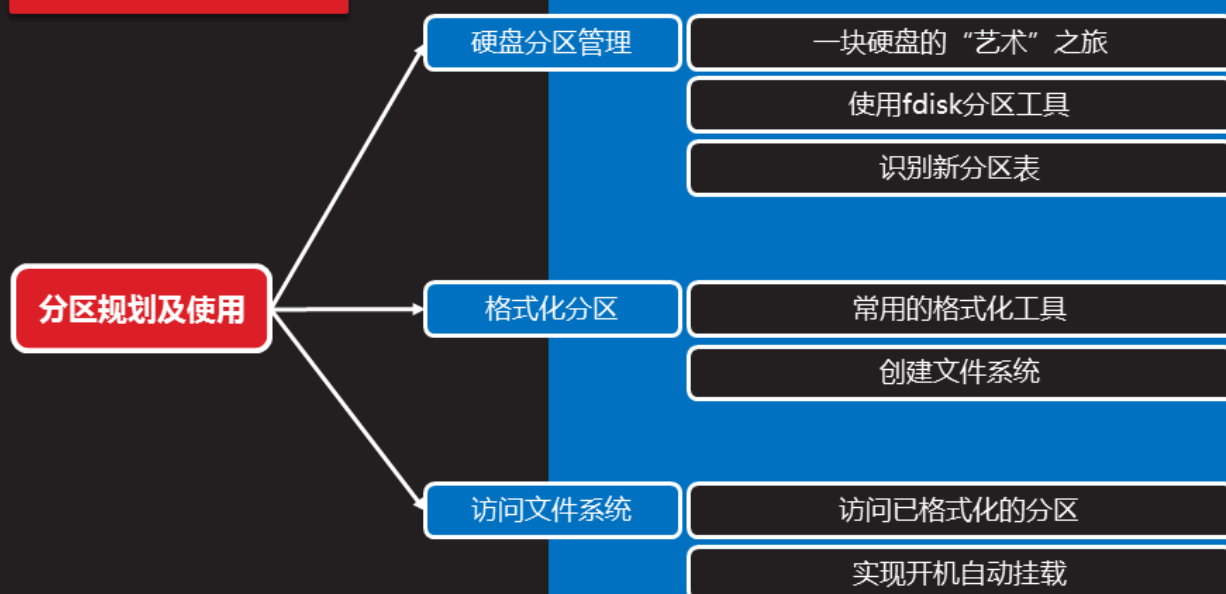 分区规划及使用
硬盘分区管理
一块硬盘的“艺术”之旅
使用fdisk分区工具
识别新分区表
格式化分区
常用的格式化工具
创建文件系统
访问文件系统
访问已格式化的分区
实现开机自动挂载